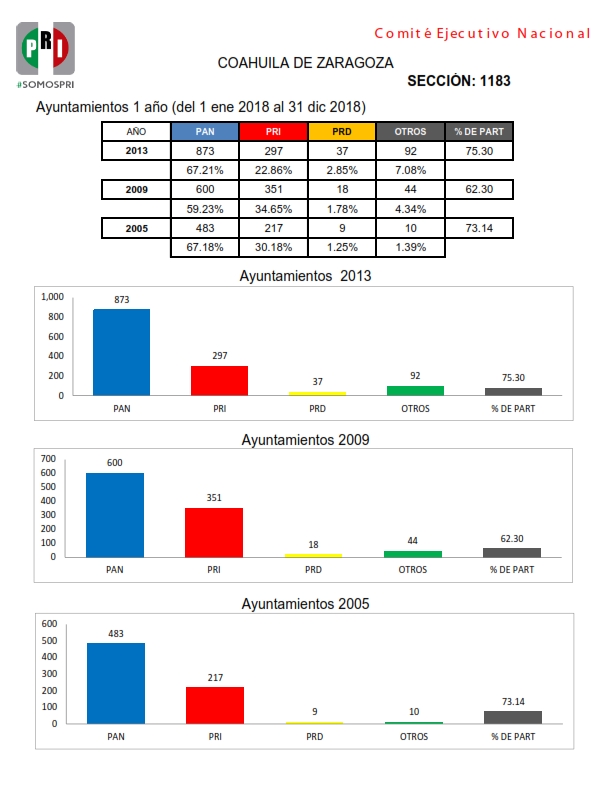 Comité Ejecutivo Nacional
PRI
#SOMOSPRI
COAHUILA DE ZARAGOZA
SECCIÓN: 1183
Ayuntamientos 1 año (del 1 ene 2018 al 31 dic 2018)
AÑO PAN PRI PRD OTROS % DE PART
2013 873 297 37 92 75.30
67.21% 22.86% 2.85% 7.08%
2009 600 351 18 44 62.30
59.23% 34.65% 1.78% 4.34%
2005 483 217 9 10 73.14
67.18% 30.18% 1.25% 1.39%
Ayuntamientos 2013
1,000
800
600
400
200
0
873 297 37 92 75.30
PAN PRI PRD OTROS % DE PART
Ayuntamientos 2009
700
600
500
400
300
200
100
0
600 351 18 44 62.30
PAN PRI PRD OTROS % DE PART
Ayuntamientos 2005
600
500
400
300
200
100
0
483 217 9 10 73.14
PAN PRI PRD OTROS % DE PART